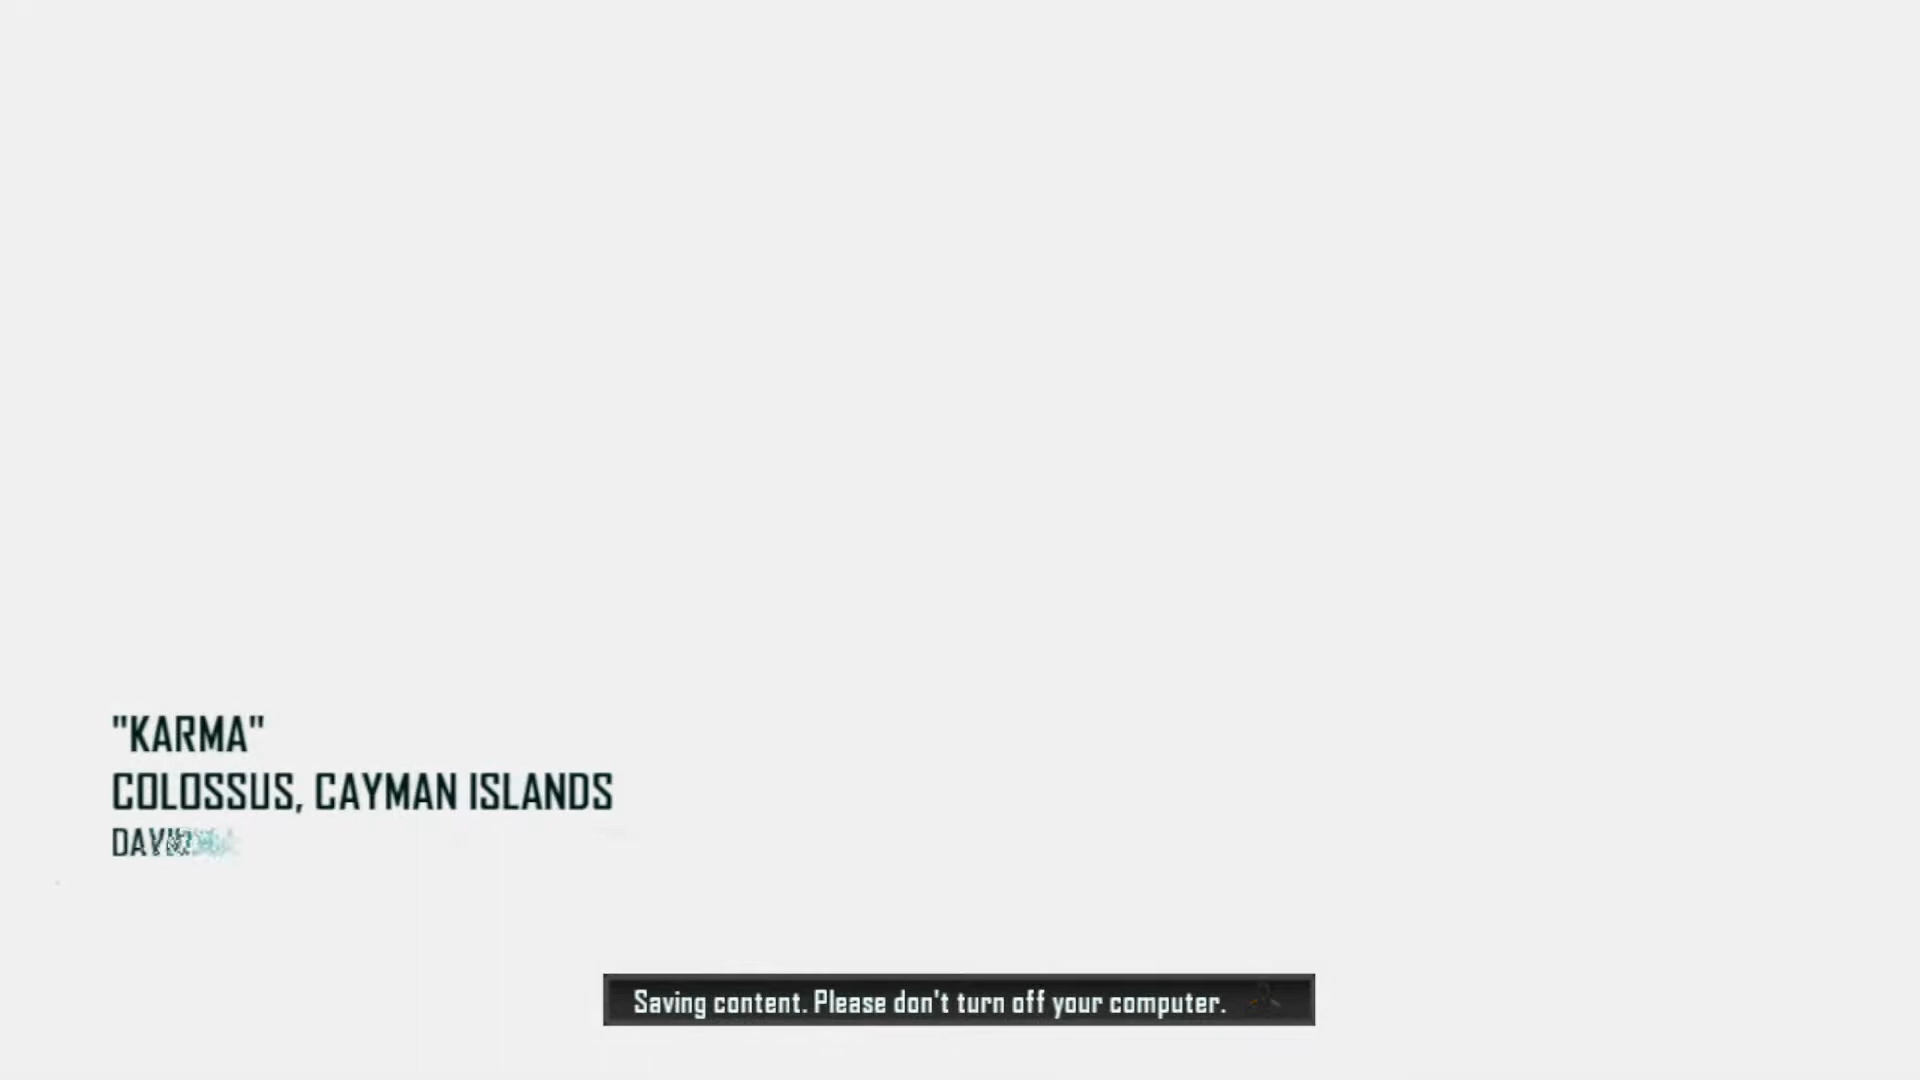 "KARMA"
COLOSSUS, CAYMAN ISLANDS
Saving content. Please don't turn off your computer.